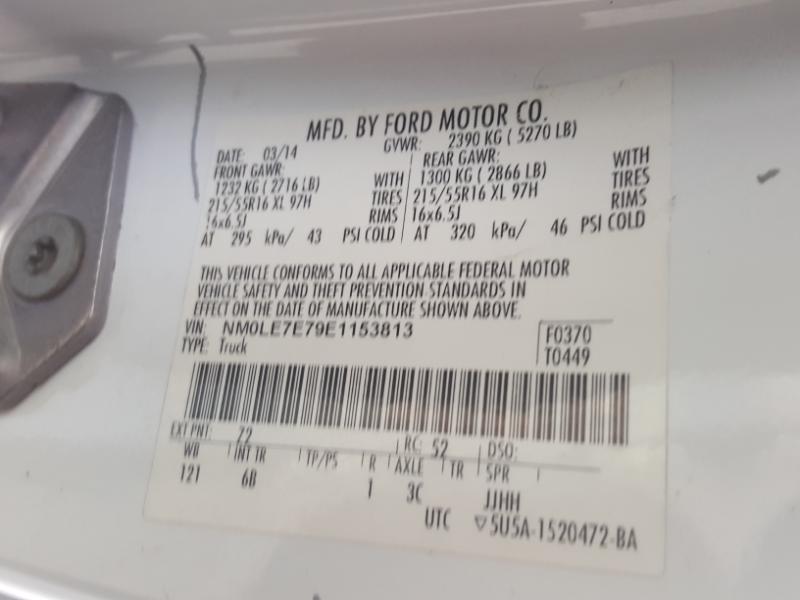 MFD. BY FORD MOTOR CO.
DATE: 03/14 GVWR: 2390 KG ( 5270 LB)
FRONT GAWR: REAR GAWR: WITH
1232 KG ( 2716 LB) WITH 1300 KG ( 2866 LB) TIRES
215/55R16 XL 97H TIRES 215/55R16 XL 97H RIMS
16x6.5J RIMS 16x6.5J
AT 295 kPa/ 43 PSI COLD AT 320 kPa/ 46 PSI COLD
THIS VEHICLE CONFORMS TO ALL APPLICABLE FEDERAL MOTOR
VEHICLE SAFETY AND THEFT PREVENTION STANDARDS IN
EFFECT ON THE DATE OF MANUFACTURE SHOWN ABOVE.
VIN: NM0LE7E79E1153813 F0370
TYPE: Truck T0449
EXT PNT: Z2 RC: 52 DSO:
WB INT TR TP/PS R AXLE TR SPR
121 6B 1 3C JJHH
UTC ▽5U5A-1520472-BA